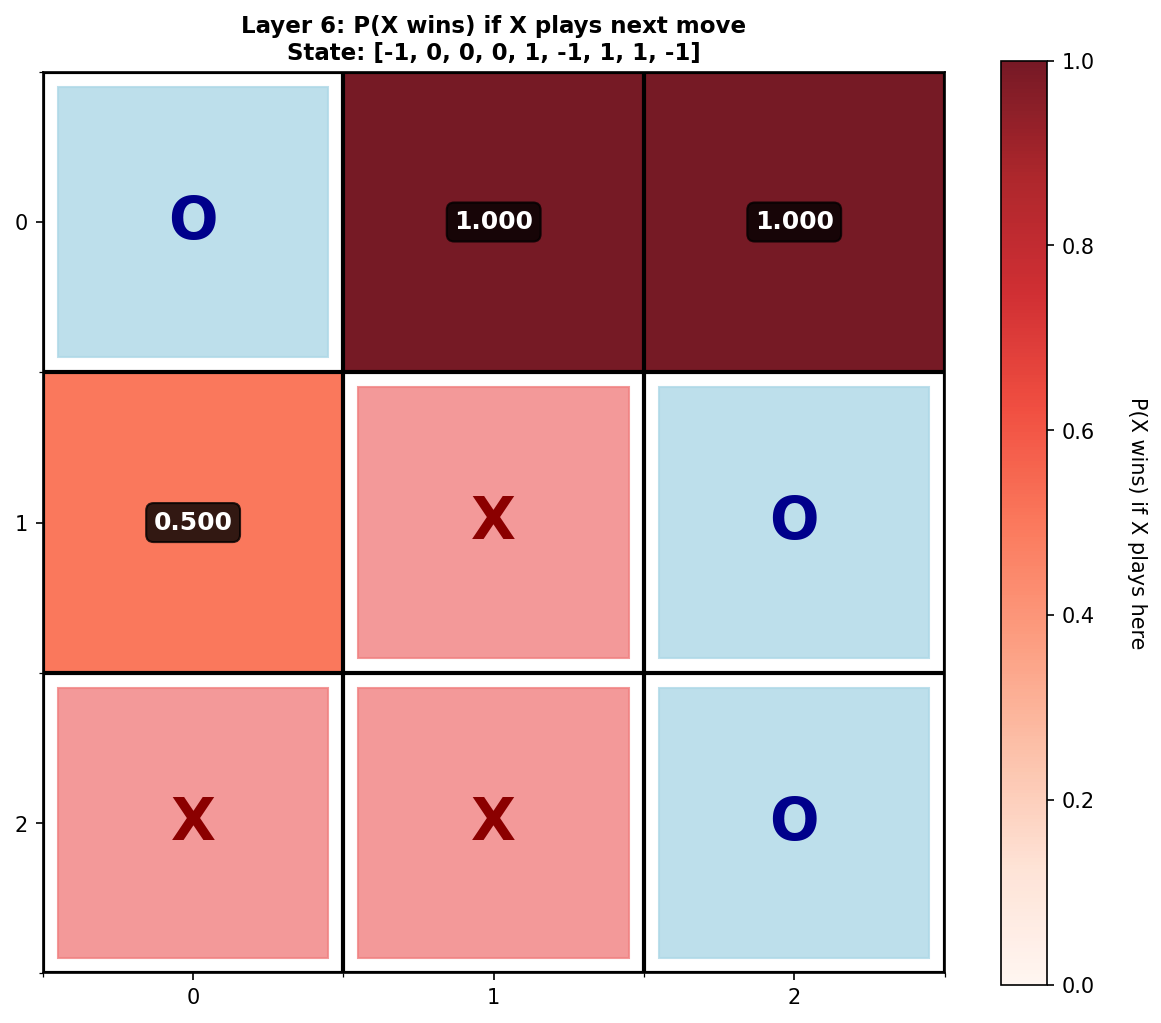 Layer 6: P(X wins) if X plays next move
State: [-1, 0, 0, 0, 1, -1, 1, 1, -1]
0
O
1.000
1.000
1
0.500
X
O
2
X
X
O
0
1
2
1.0
0.8
0.6
0.4
0.2
0.0
P(X wins) if X plays here